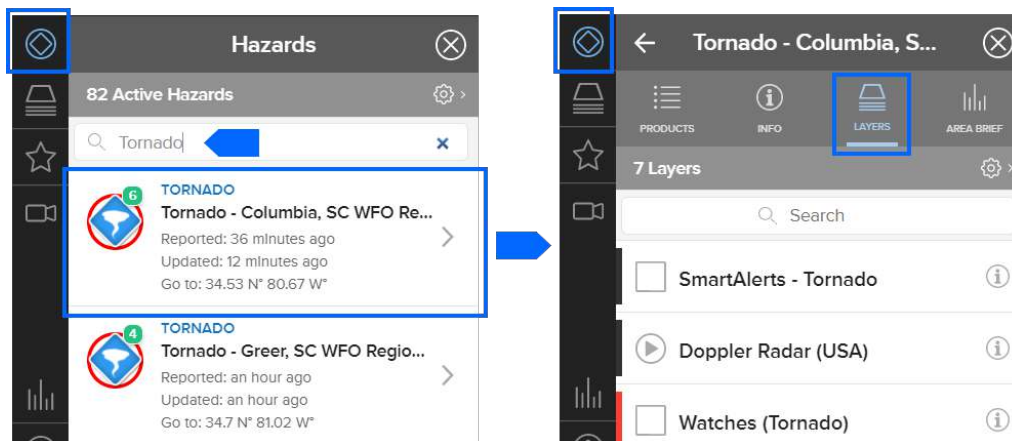 Hazards
82 Active Hazards
Tornado
6
TORNADO
Tornado - Columbia, SC WFO Re...
Reported: 36 minutes ago
Updated: 12 minutes ago
Go to: 34.53 N° 80.67 W°
4
TORNADO
Tornado - Greer, SC WFO Regio...
Reported: an hour ago
Updated: an hour ago
Go to: 34.7 N° 81.02 W°
Tornado - Columbia, S...
PRODUCTS INFO LAYERS AREA BRIEF
7 Layers
Search
SmartAlerts - Tornado
Doppler Radar (USA)
Watches (Tornado)